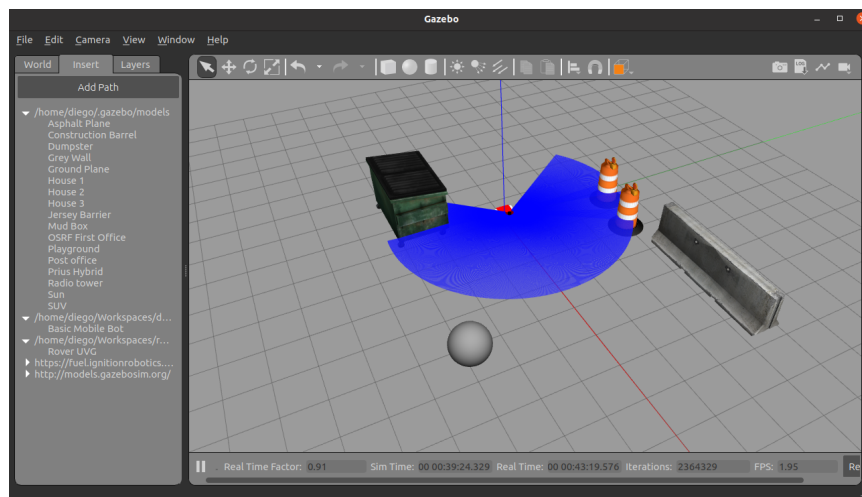 Gazebo
File Edit Camera View Window Help
World Insert Layers
Add Path
/home/diego/.gazebo/models
Asphalt Plane
Construction Barrel
Dumpster
Grey Wall
Ground Plane
House 1
House 2
House 3
Jersey Barrier
Mud Box
OSRF First Office
Playground
Post office
Prius Hybrid
Radio tower
Sun
SUV
/home/diego/Workspaces/d...
Basic Mobile Bot
/home/diego/Workspaces/r...
Rover UVG
https://fuel.ignitionrobotics....
http://models.gazebosim.org/
Real Time Factor: 0.91 Sim Time: 00 00:39:24.329 Real Time: 00 00:43:19.576 Iterations: 2364329 FPS: 1.95 Re